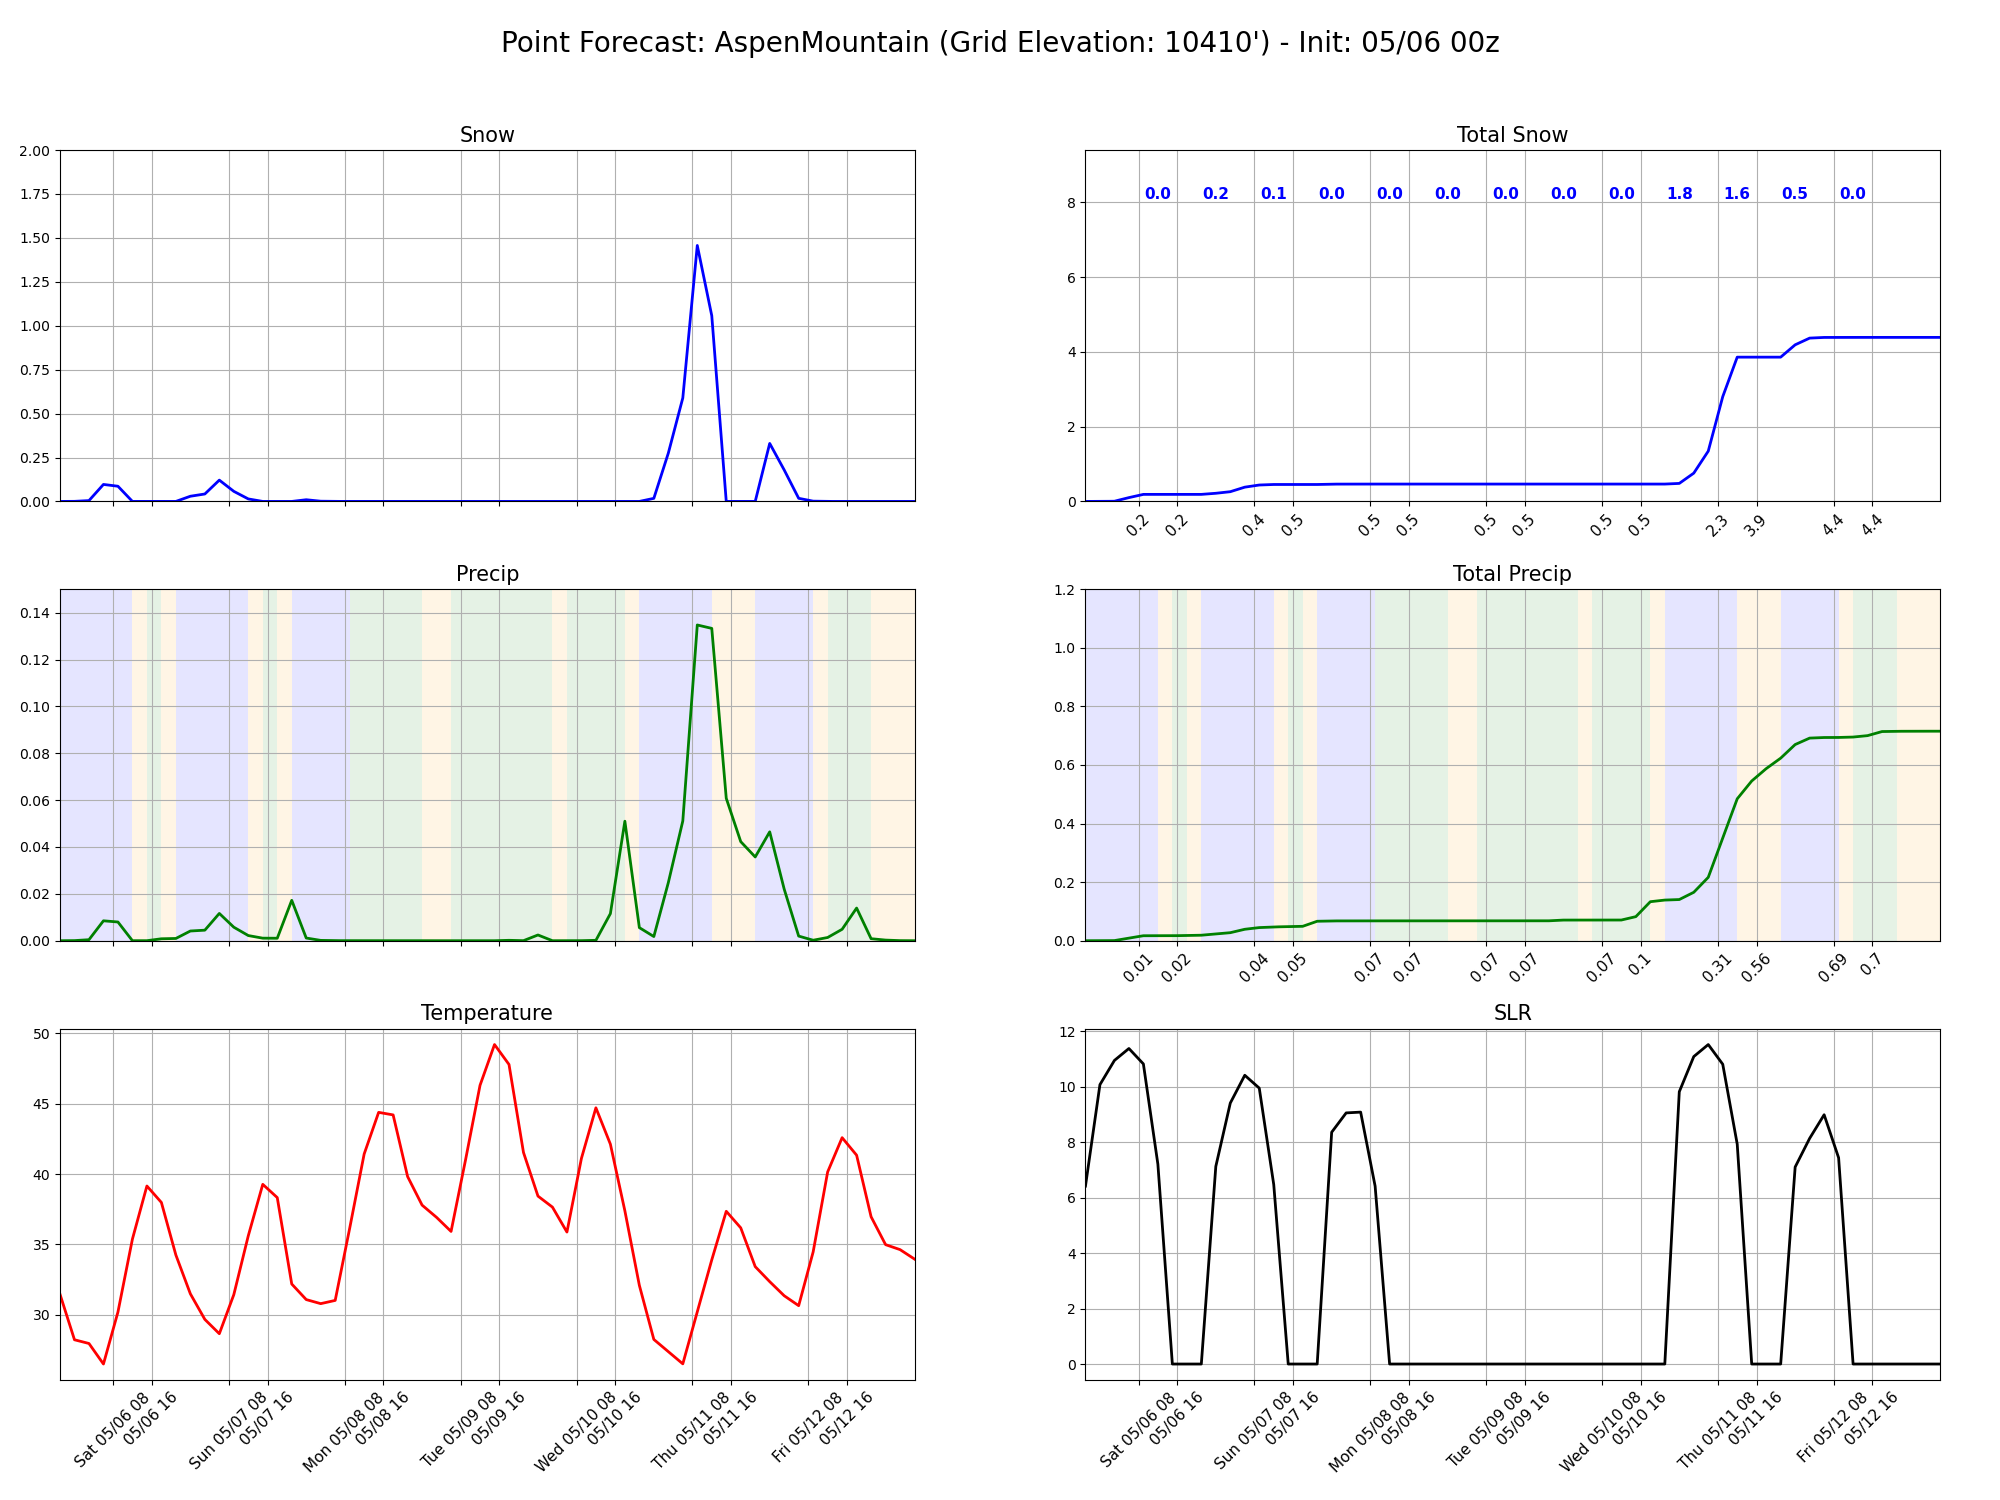 Point Forecast: AspenMountain (Grid Elevation: 10410') - Init: 05/06 00z
Snow
2.00
1.75
1.50
1.25
1.00
0.75
0.50
0.25
0.00
Total Snow
0.0 0.2 0.1 0.0 0.0 0.0 0.0 0.0 0.0 1.8 1.6 0.5 0.0
8
6
4
2
0
0.2 0.2 0.4 0.5 0.5 0.5 0.5 0.5 0.5 0.5 2.3 3.9 4.4 4.4
Precip
0.14
0.12
0.10
0.08
0.06
0.04
0.02
0.00
Total Precip
1.2
1.0
0.8
0.6
0.4
0.2
0.0
0.01 0.02 0.04 0.05 0.07 0.07 0.07 0.07 0.07 0.1 0.31 0.56 0.69 0.7
Temperature
50
45
40
35
30
Sat 05/06 08
05/06 16
Sun 05/07 08
05/07 16
Mon 05/08 08
05/08 16
Tue 05/09 08
05/09 16
Wed 05/10 08
05/10 16
Thu 05/11 08
05/11 16
Fri 05/12 08
05/12 16
SLR
12
10
8
6
4
2
0
Sat 05/06 08
05/06 16
Sun 05/07 08
05/07 16
Mon 05/08 08
05/08 16
Tue 05/09 08
05/09 16
Wed 05/10 08
05/10 16
Thu 05/11 08
05/11 16
Fri 05/12 08
05/12 16